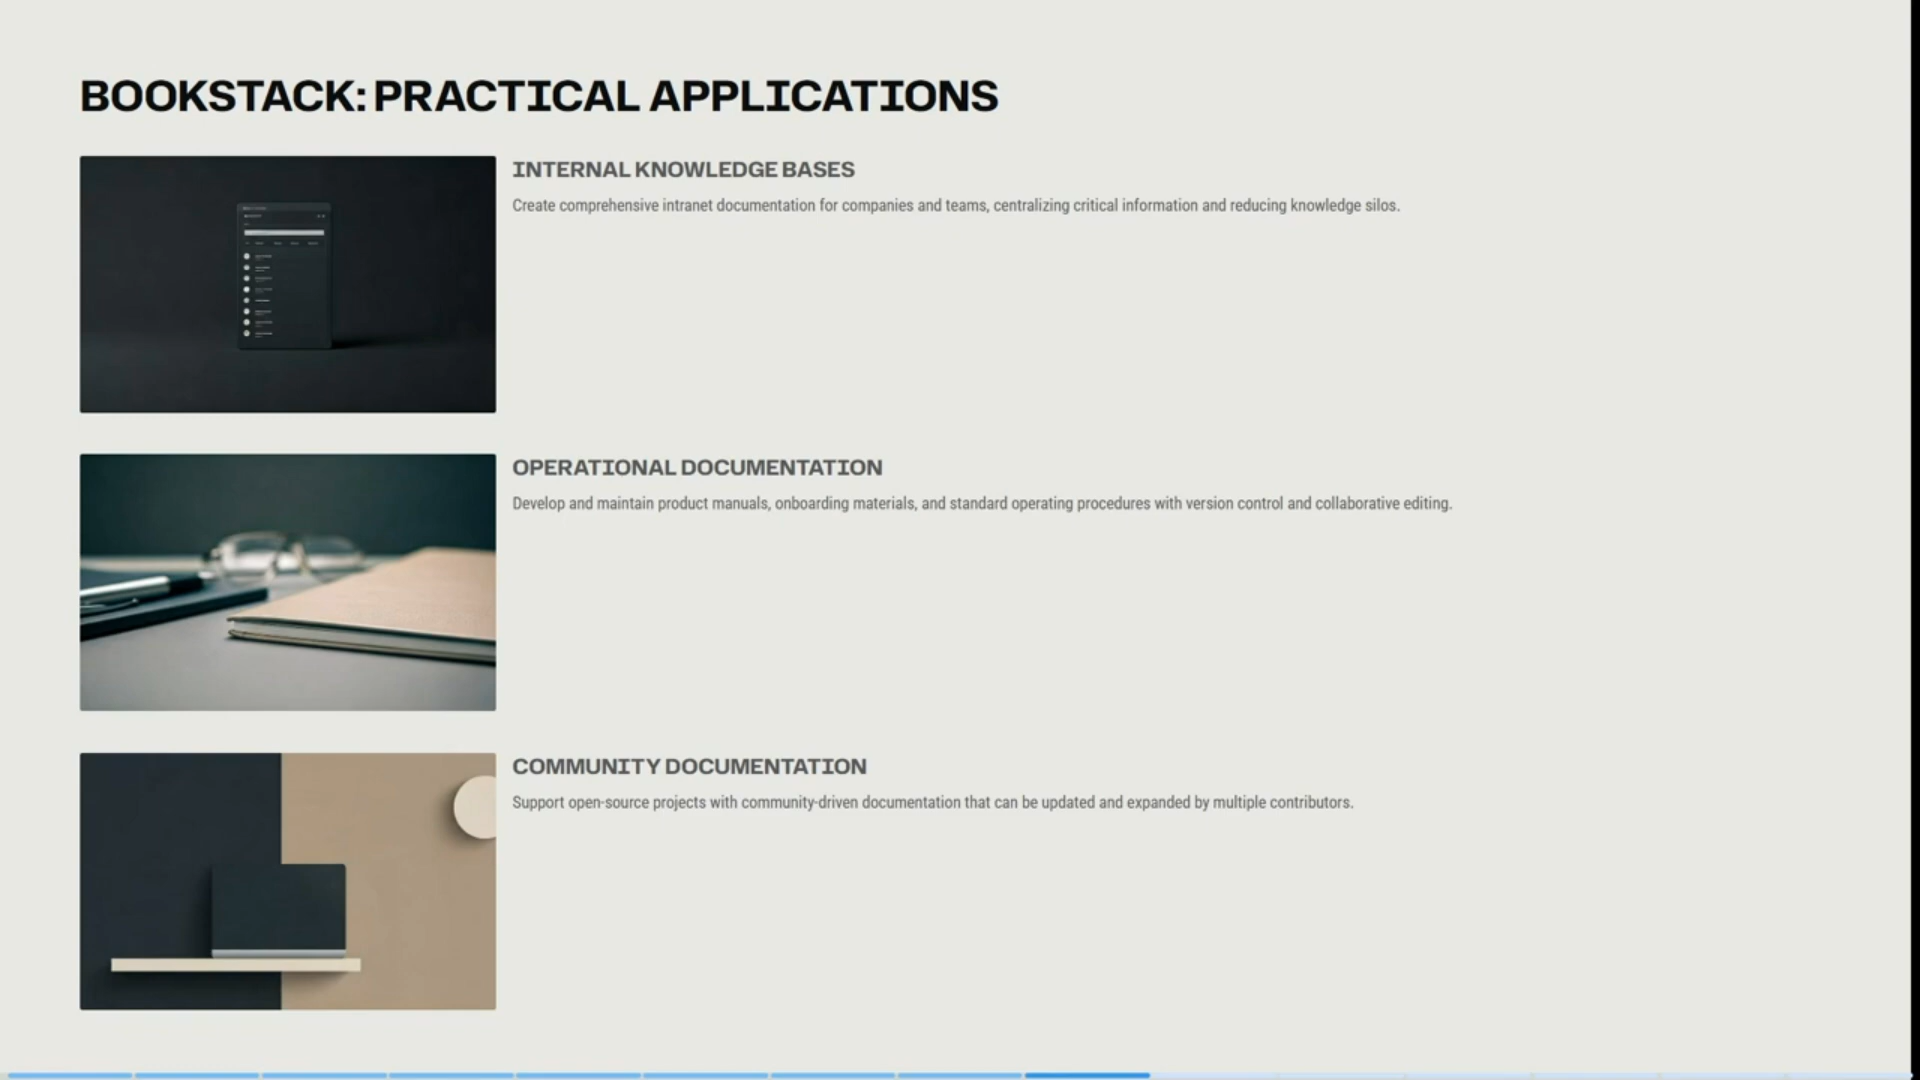 BOOKSTACK: PRACTICAL APPLICATIONS
INTERNAL KNOWLEDGE BASES
Create comprehensive intranet documentation for companies and teams, centralizing critical information and reducing knowledge silos.
OPERATIONAL DOCUMENTATION
Develop and maintain product manuals, onboarding materials, and standard operating procedures with version control and collaborative editing.
COMMUNITY DOCUMENTATION
Support open-source projects with community-driven documentation that can be updated and expanded by multiple contributors.